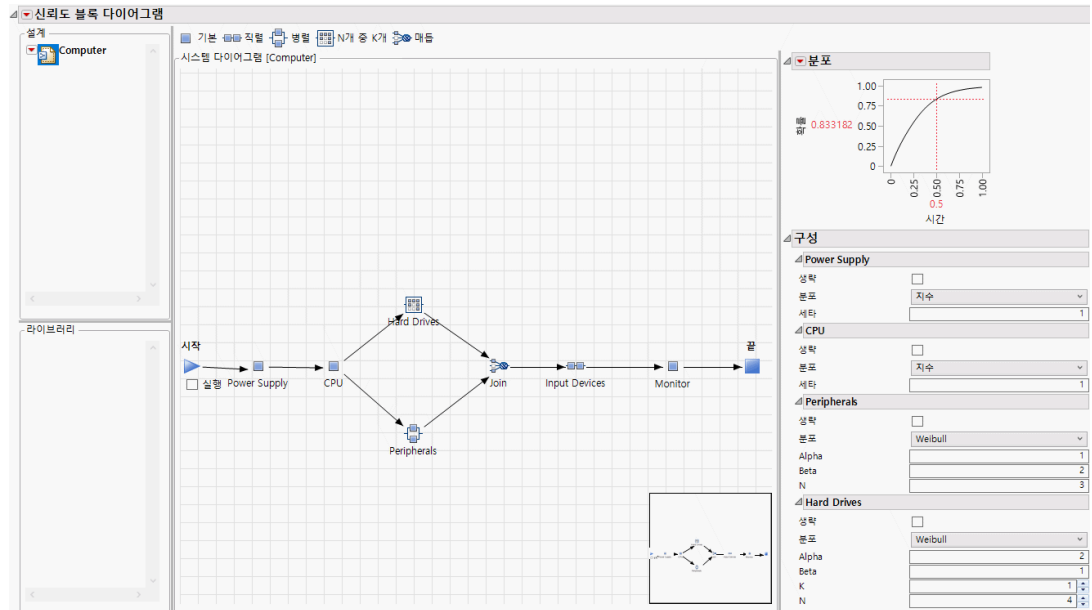 신뢰도 블록 다이어그램
설계
Computer
라이브러리
기본 직렬 병렬 N개 중 K개 매듭
시스템 다이어그램 [Computer]
Hard Drives
시작
실행
Power Supply
CPU
Join
Input Devices
Monitor
끝
Peripherals
분포
확률
0.833182
1.00
0.75
0.50
0.25
0
0
0.25
0.50
0.75
1.00
0.5
시간
구성
Power Supply
생략
분포 지수
세타 1
CPU
생략
분포 지수
세타 1
Peripherals
생략
분포 Weibull
Alpha 1
Beta 2
N 3
Hard Drives
생략
분포 Weibull
Alpha 2
Beta 1
K 1
N 4